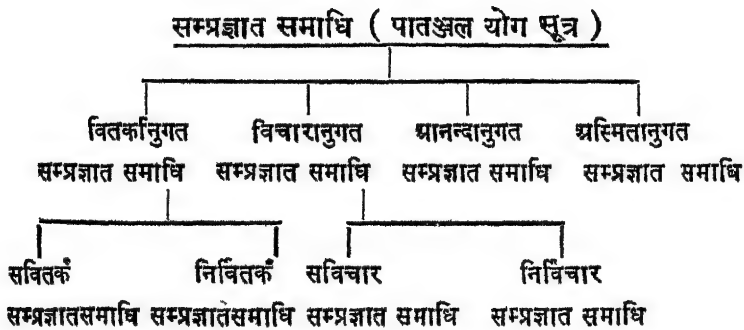 सम्प्रज्ञात समाधि ( पातञ्जल योग सूत्र )
वितर्कानुगत विचारानुगत आनन्दानुगत अस्मितानुगत
सम्प्रज्ञात समाधि सम्प्रज्ञात समाधि सम्प्रज्ञात समाधि सम्प्रज्ञात समाधि
सवितर्क निर्वितर्क सविचार निर्विचार
सम्प्रज्ञातसमाधि सम्प्रज्ञातसमाधि सम्प्रज्ञात समाधि सम्प्रज्ञात समाधि